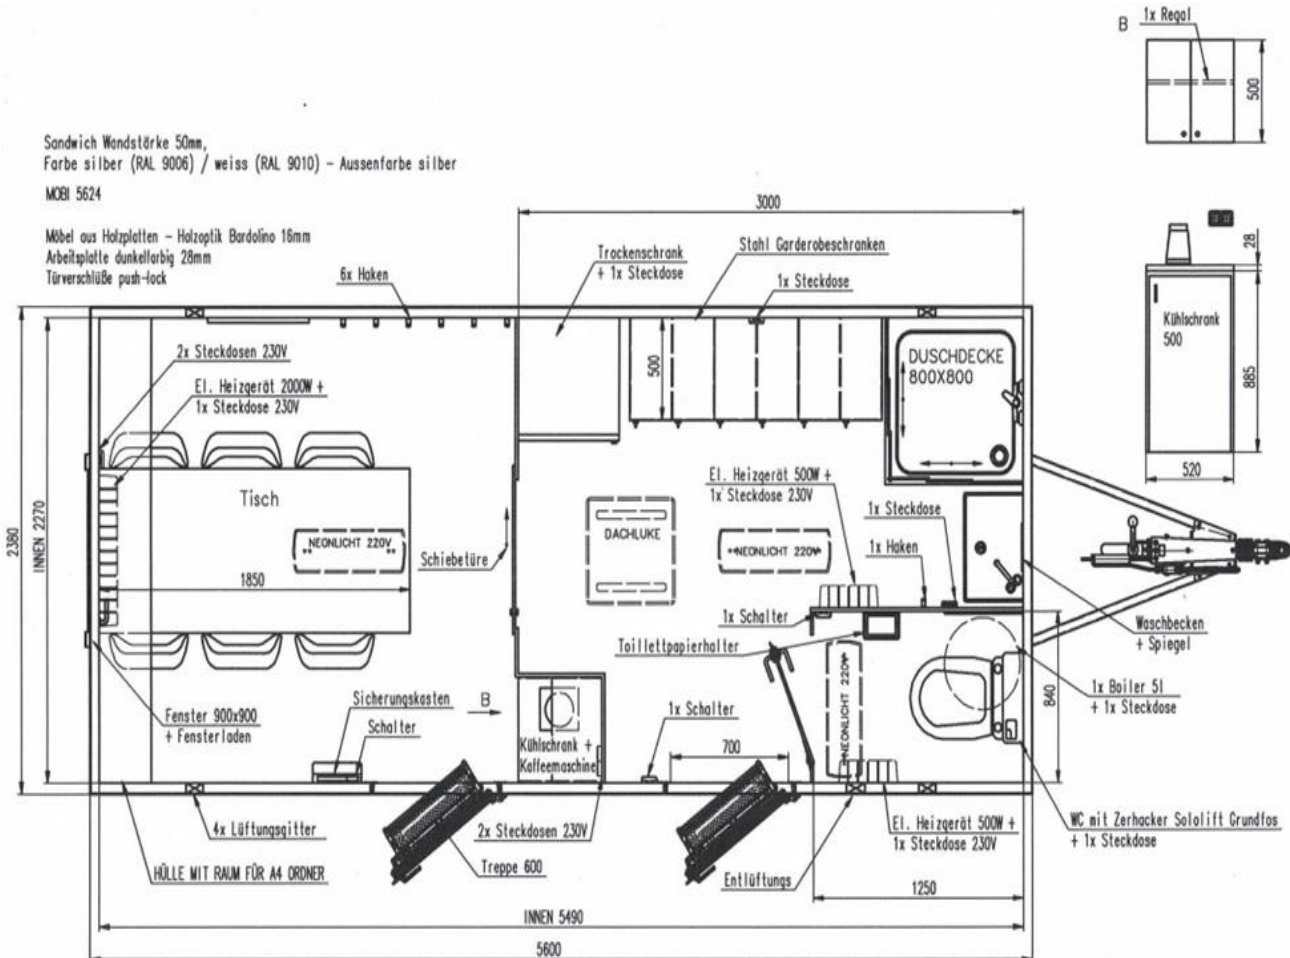 B
1x Regal
500
Sandwich Wandstärke 50mm,
Farbe silber (RAL 9006) / weiss (RAL 9010) - Aussenfarbe silber
MOBI 5624
Möbel aus Holzplatten - Holzoptik Bardolino 16mm
Arbeitsplatte dunkelfarbig 28mm
Türverschlüße push-lock
3000
6x Haken
Trockenschrank
+ 1x Steckdose
Stahl Garderobeschranken
1x Steckdose
28
Kühlschrank
500
885
520
2x Steckdosen 230V
El. Heizgerät 2000W +
1x Steckdose 230V
500
DUSCHDECKE
800X800
Tisch
NEONLICHT 220V
1850
2380
INNEN 2270
Schiebetüre
DACHLUKE
El. Heizgerät 500W +
1x Steckdose 230V
NEONLICHT 220V
1x Steckdose
1x Haken
1x Schalter
Toillettpapierhalter
NEONLICHT 220V
Waschbecken
+ Spiegel
840
1x Boiler 5l
+ 1x Steckdose
Fenster 900x900
+ Fensterladen
Sicherungskasten
Schalter
B
Kühlschrank +
Kaffeemaschine
1x Schalter
700
4x Lüftungsgitter
HÜLLE MIT RAUM FÜR A4 ORDNER
2x Steckdosen 230V
Treppe 600
Entlüftungs
El. Heizgerät 500W +
1x Steckdose 230V
WC mit Zerhacker Sololift Grundfos
+ 1x Steckdose
1250
INNEN 5490
5600